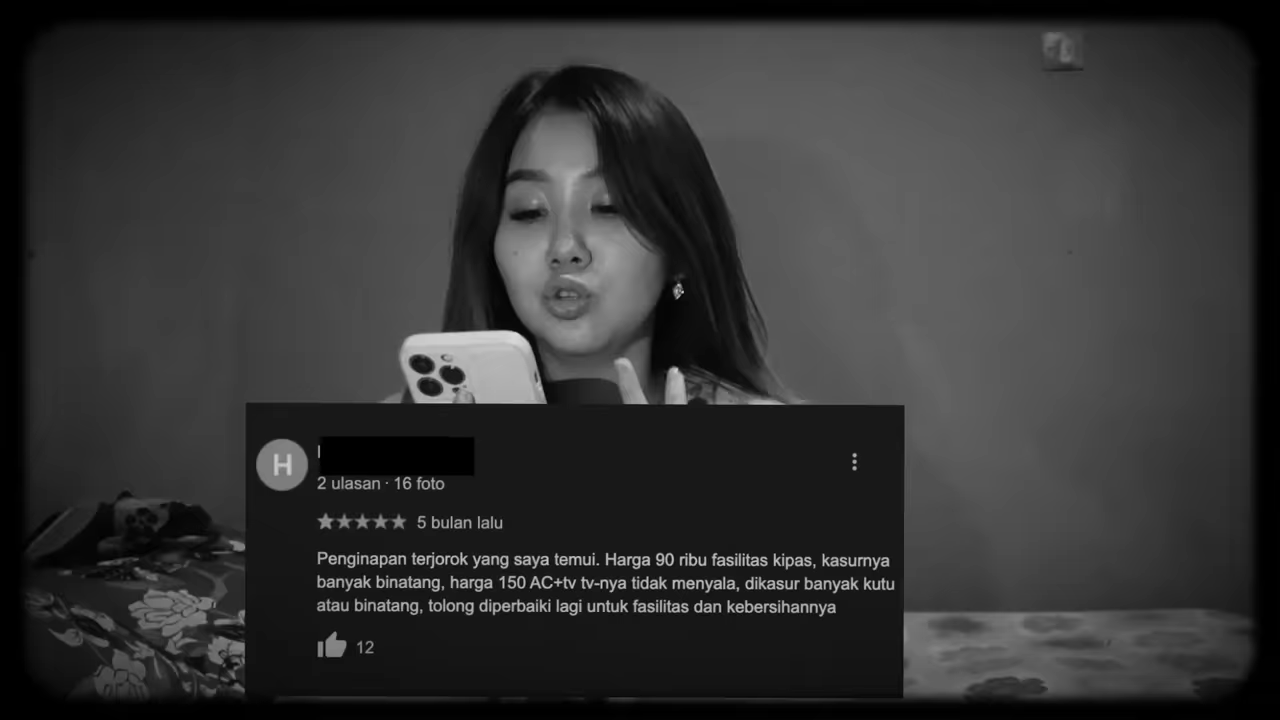 H
2 ulasan · 16 foto
5 bulan lalu
Penginapan terjorok yang saya temui. Harga 90 ribu fasilitas kipas, kasurnya
banyak binatang, harga 150 AC+tv tv-nya tidak menyala, dikasur banyak kutu
atau binatang, tolong diperbaiki lagi untuk fasilitas dan kebersihannya
12